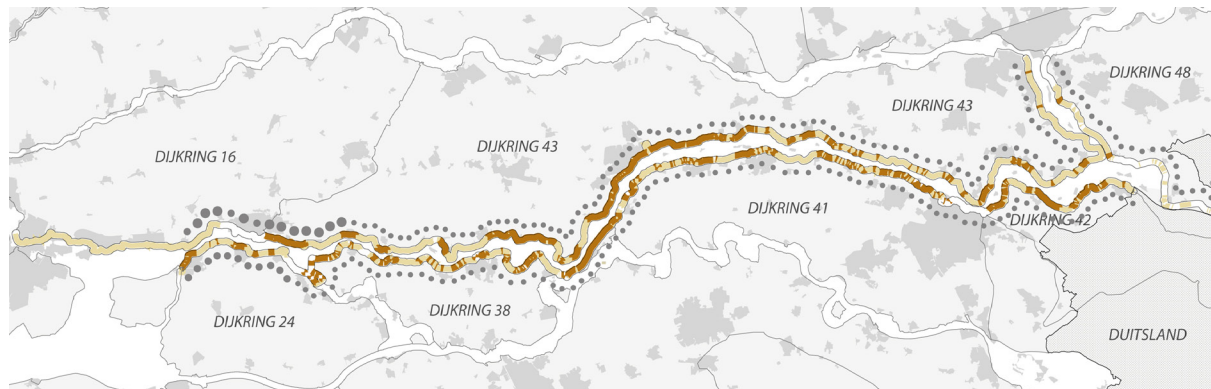 DIJKRING 48
DIJKRING 43
DIJKRING 43
DIJKRING 16
DIJKRING 41
DIJKRING 42
DIJKRING 38
DIJKRING 24
DUITSLAND